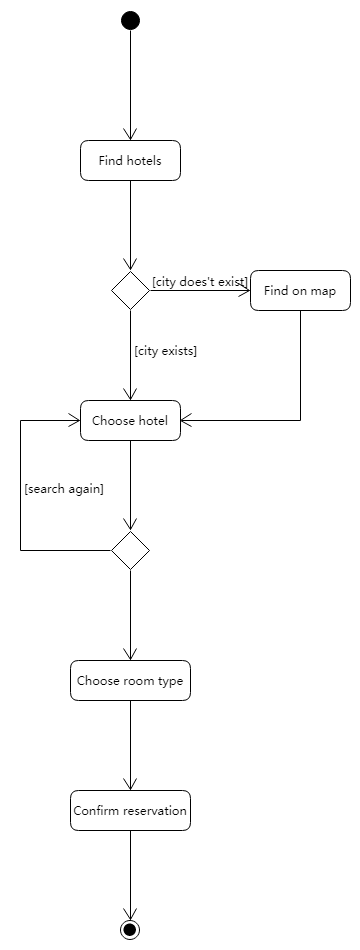 Find hotels
[city does't exist]
Find on map
[city exists]
Choose hotel
[search again]
Choose room type
Confirm reservation